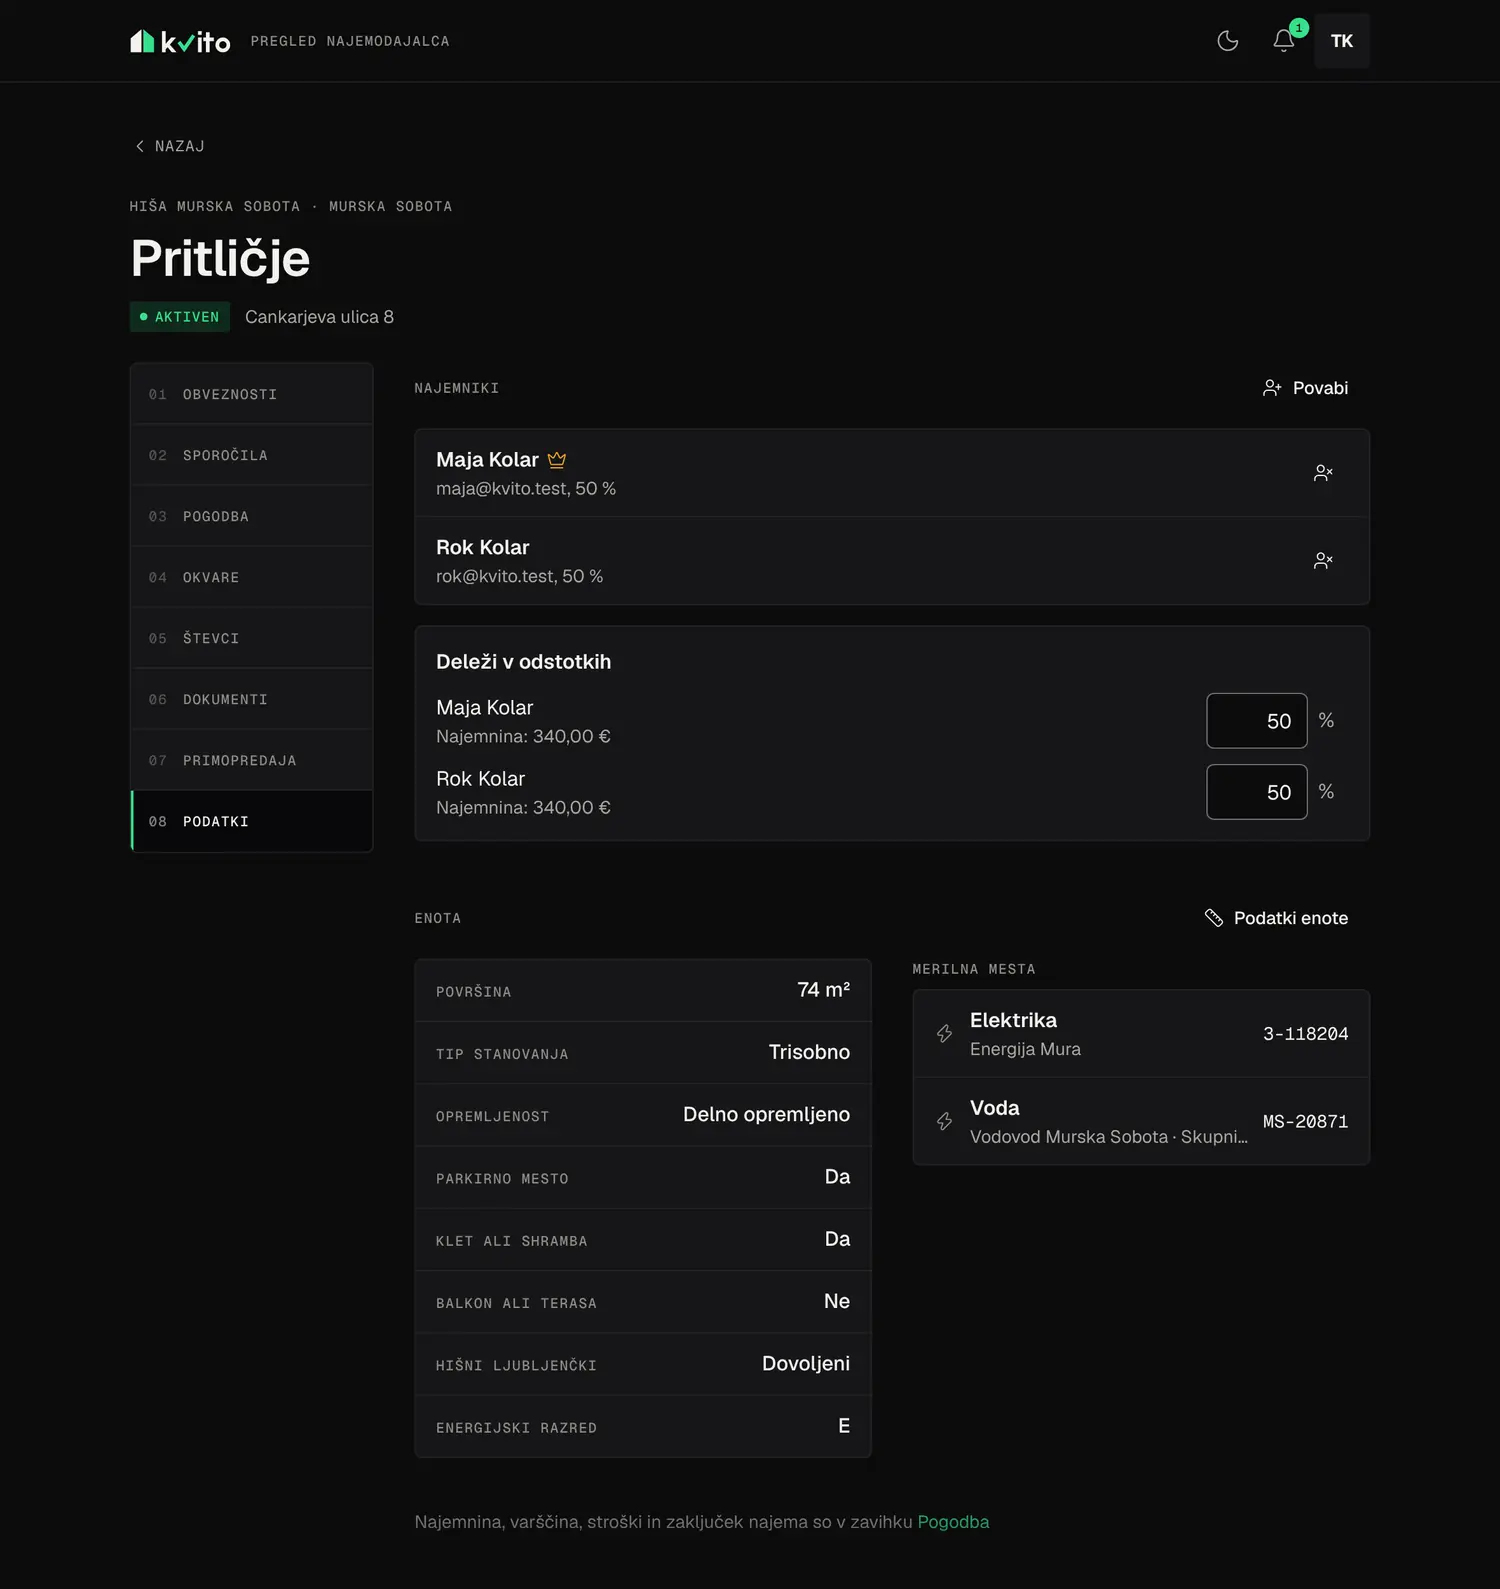 kvito PREGLED NAJEMODAJALCA
1
TK
NAZAJ
HIŠA MURSKA SOBOTA · MURSKA SOBOTA
Pritličje
AKTIVEN Cankarjeva ulica 8
01 OBVEZNOSTI
02 SPOROČILA
03 POGODBA
04 OKVARE
05 ŠTEVCI
06 DOKUMENTI
07 PRIMOPREDAJA
08 PODATKI
NAJEMNIKI
Povabi
Maja Kolar
maja@kvito.test, 50 %
Rok Kolar
rok@kvito.test, 50 %
Deleži v odstotkih
Maja Kolar
Najemnina: 340,00 €
50 %
Rok Kolar
Najemnina: 340,00 €
50 %
ENOTA
Podatki enote
POVRŠINA 74 m²
TIP STANOVANJA Trisobno
OPREMLJENOST Delno opremljeno
PARKIRNO MESTO Da
KLET ALI SHRAMBA Da
BALKON ALI TERASA Ne
HIŠNI LJUBLJENČKI Dovoljeni
ENERGIJSKI RAZRED E
MERILNA MESTA
Elektrika
Energija Mura
3-118204
Voda
Vodovod Murska Sobota · Skupni...
MS-20871
Najemnina, varščina, stroški in zaključek najema so v zavihku Pogodba